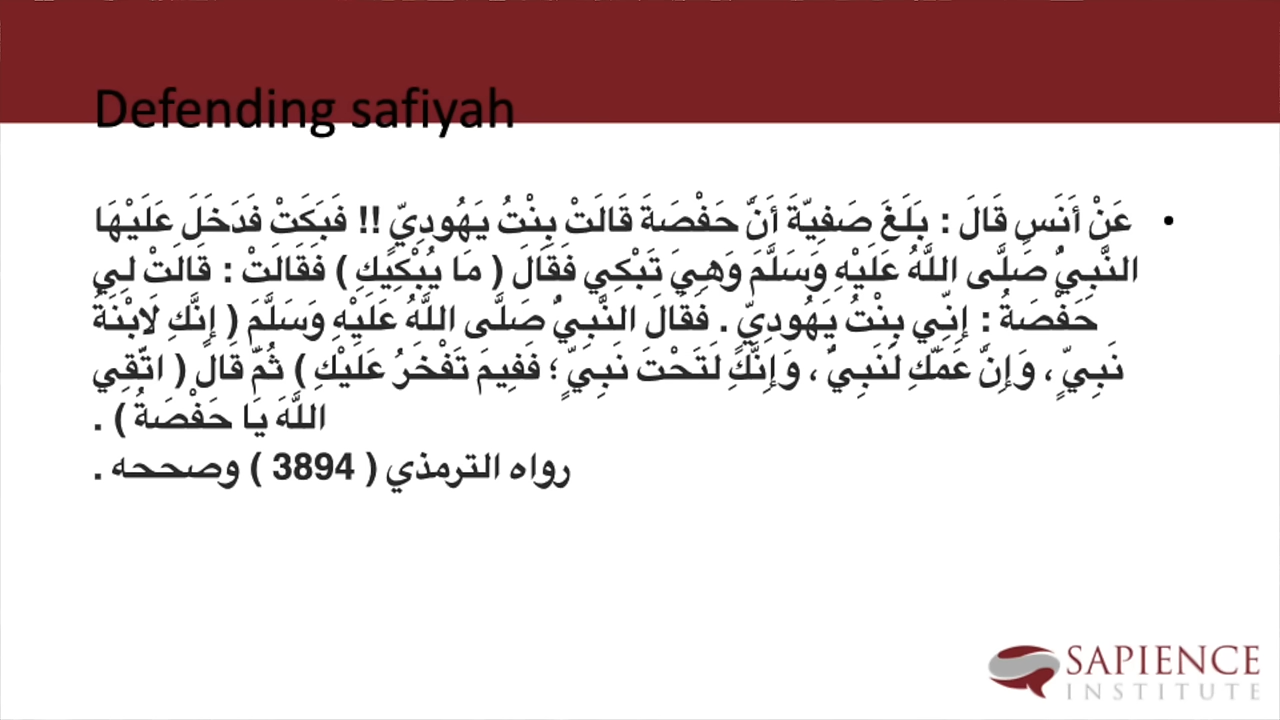 Defending safiyah
• عَنْ أَنَسٍ قَالَ : بَلَغَ صَفِيّةَ أَنّ حَفْصَةَ قَالَتْ بِنْتُ يَهُودِيّ !! فَبَكَتْ فَدَخَلَ عَلَيْهَا
النَّبِيُّ صَلَّى اللَّهُ عَلَيْهِ وَسَلَّمَ وَهِيَ تَبْكِي فَقَالَ ( مَا يُبْكِيَكِ ) فَقَالَتْ : قَالَتْ لِي
حَفْصَةُ : إِنّي بِنْتُ يَهُودِيّ . فَقَالَ النَّبِيُّ صَلَّى اللَّهُ عَلَيْهِ وَسَلَّمَ ( إِنَّكِ لَابْنَةُ
نَبِيّ ، وَإِنّ عَمّكِ لَنَبِيٌّ ، وَإِنَّكِ لَتَحْتَ نَبِيّ ؛ فَفِيمَ تَفْخَرُ عَلَيْكِ ) ثُمّ قَالَ ( اتّقِي
اللَّهَ يَا حَفْصَةُ ) .
رواه الترمذي ( 3894 ) وصححه .
SAPIENCE
INSTITUTE